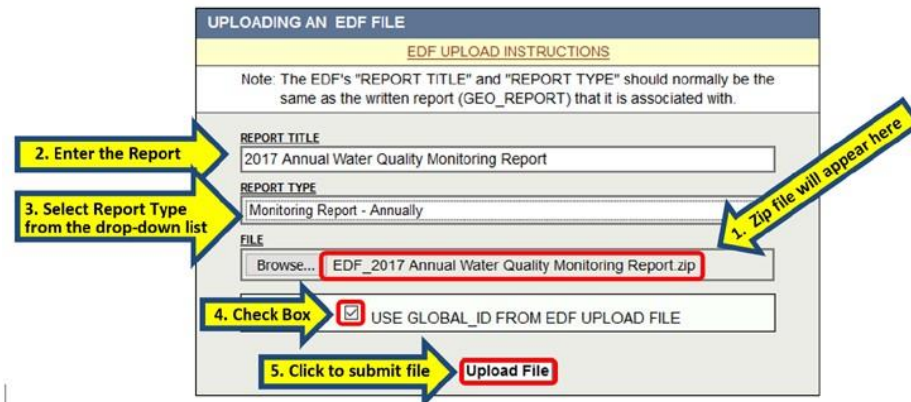 UPLOADING AN EDF FILE
EDF UPLOAD INSTRUCTIONS
Note: The EDF's "REPORT TITLE" and "REPORT TYPE" should normally be the
same as the written report (GEO_REPORT) that it is associated with.
1. Zip file will appear here
2. Enter the Report
REPORT TITLE
2017 Annual Water Quality Monitoring Report
3. Select Report Type
from the drop-down list
REPORT TYPE
Monitoring Report - Annually
FILE
Browse... EDF_2017 Annual Water Quality Monitoring Report.zip
4. Check Box
USE GLOBAL_ID FROM EDF UPLOAD FILE
5. Click to submit file
Upload File